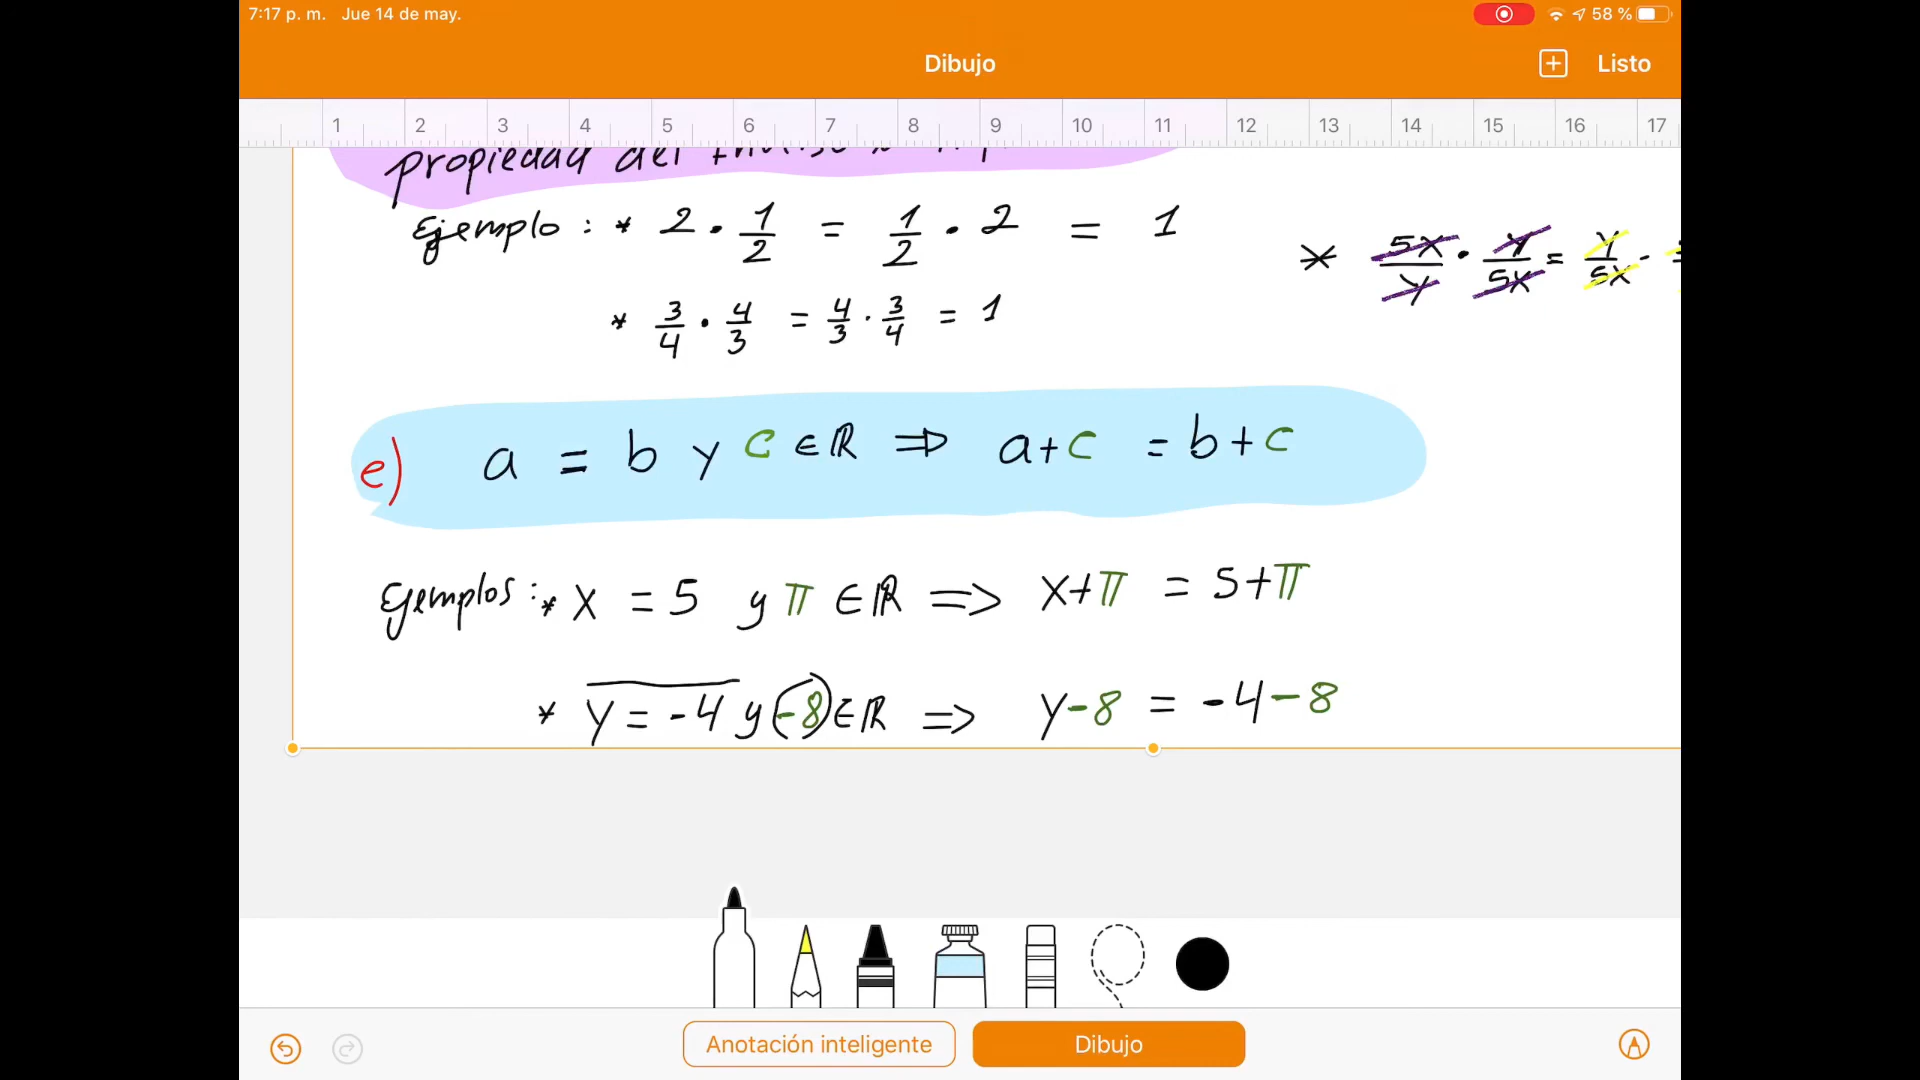 7:17 p. m. Jue 14 de may. 58 %
Dibujo Listo
1 2 3 4 5 6 7 8 9 10 11 12 13 14 15 16 17
propiedad del
Ejemplo : * 2 · 1/2 = 1/2 · 2 = 1
* 5x/y · y/5x = y/5x ·
* 3/4 · 4/3 = 4/3 · 3/4 = 1
e) a = b y c ∈ ℝ ⇒ a+c = b+c
Ejemplos : * x = 5 y π ∈ ℝ ⇒ x+π = 5+π
* y = -4 y (-8) ∈ ℝ ⇒ y-8 = -4-8
Anotación inteligente Dibujo